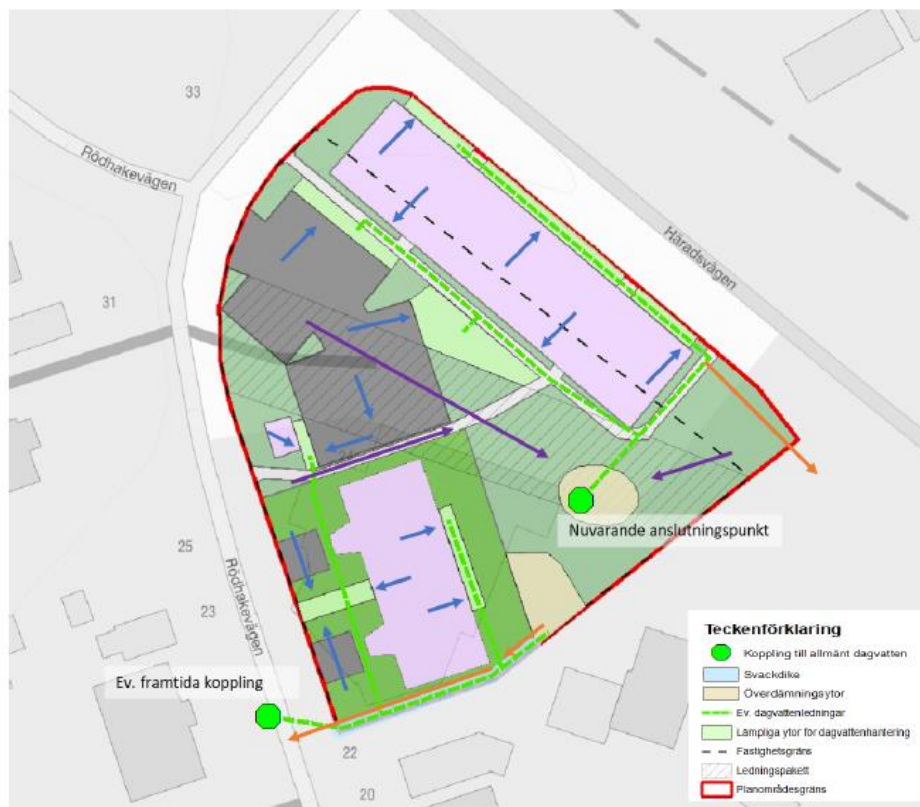 33
Rödhakevägen
Häradsvägen
31
24
Nuvarande anslutningspunkt
25
Rödhakevägen
23
Ev. framtida koppling
22
20
Teckenförklaring
Koppling till allmänt dagvatten
Svackdike
Överdämningsytor
Ev. dagvattenledningar
Lämpliga ytor för dagvattenhantering
Fastighetsgräns
Ledningspakett
Planområdesgräns